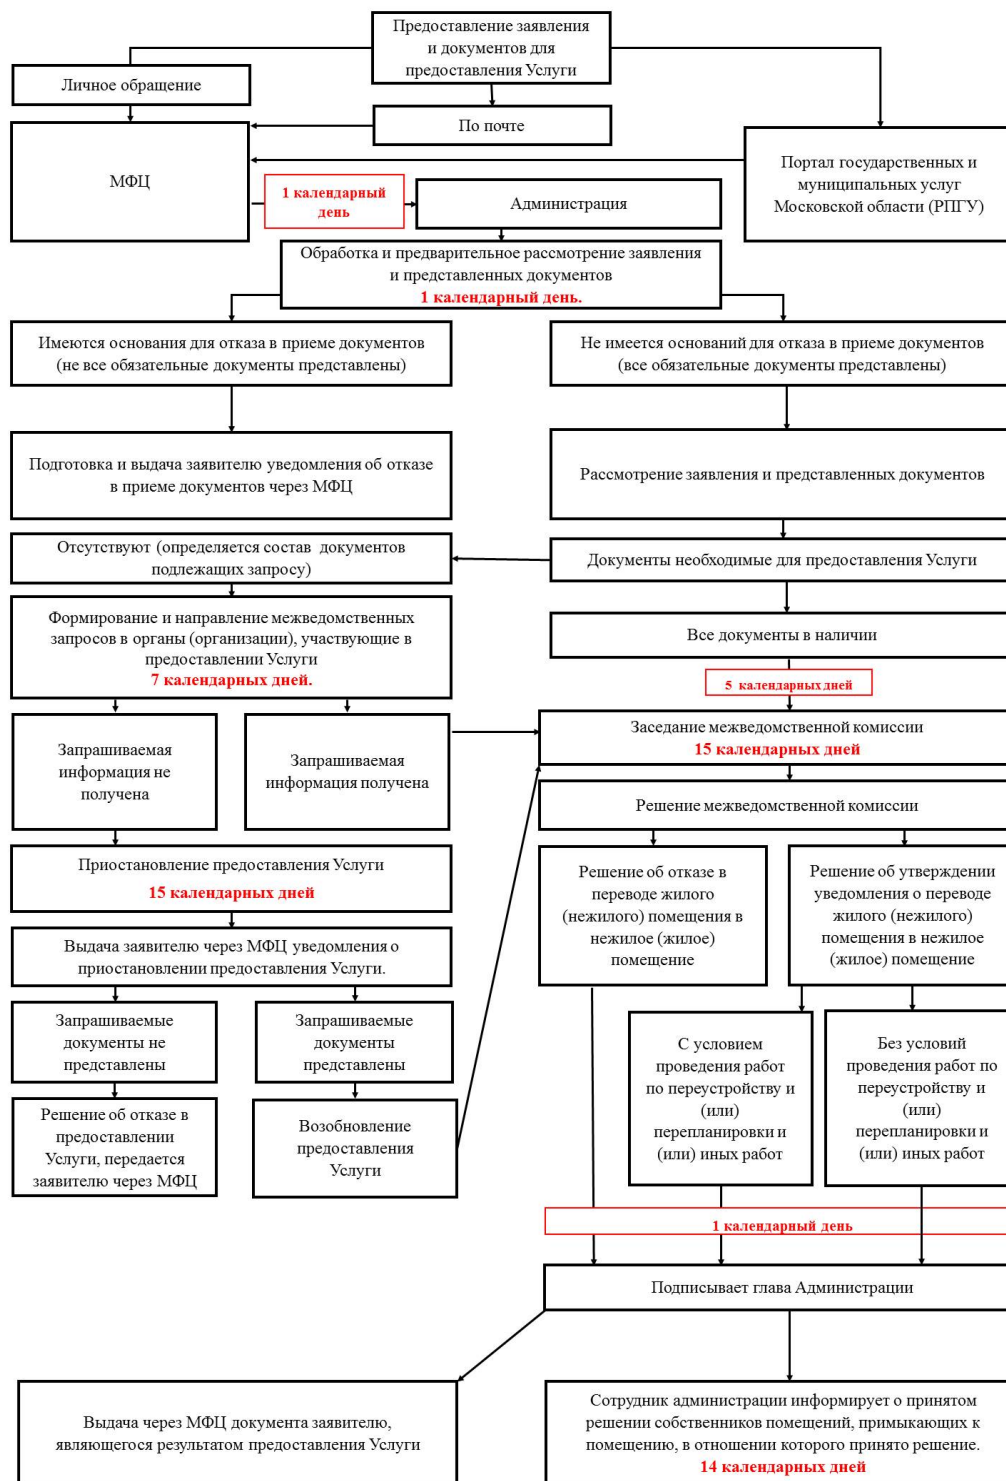 Предоставление заявления
и документов для
предоставления Услуги
Личное обращение
По почте
МФЦ
Портал государственных и
муниципальных услуг
Московской области (РПГУ)
1 календарный
день
Администрация
Обработка и предварительное рассмотрение заявления
и представленных документов
1 календарный день.
Имеются основания для отказа в приеме документов
(не все обязательные документы представлены)
Не имеется оснований для отказа в приеме документов
(все обязательные документы представлены)
Подготовка и выдача заявителю уведомления об отказе
в приеме документов через МФЦ
Рассмотрение заявления и представленных документов
Отсутствуют (определяется состав документов
подлежащих запросу)
Документы необходимые для предоставления Услуги
Формирование и направление межведомственных
запросов в органы (организации), участвующие в
предоставлении Услуги
7 календарных дней.
Все документы в наличии
5 календарных дней
Запрашиваемая
информация не
получена
Запрашиваемая
информация получена
Заседание межведомственной комиссии
15 календарных дней
Решение межведомственной комиссии
Приостановление предоставления Услуги
15 календарных дней
Решение об отказе в
переводе жилого
(нежилого) помещения в
нежилое (жилое)
помещение
Решение об утверждении
уведомления о переводе
жилого (нежилого)
помещения в нежилое
(жилое) помещение
Выдача заявителю через МФЦ уведомления о
приостановлении предоставления Услуги.
Запрашиваемые
документы не
представлены
Запрашиваемые
документы
представлены
С условием
проведения работ
по переустройству и
(или)
перепланировки и
(или) иных работ
Без условий
проведения работ по
переустройству и
(или)
перепланировки и
(или) иных работ
Решение об отказе в
предоставлении
Услуги, передается
заявителю через МФЦ
Возобновление
предоставления
Услуги
1 календарный день
Подписывает глава Администрации
Выдача через МФЦ документа заявителю,
являющегося результатом предоставления Услуги
Сотрудник администрации информирует о принятом
решении собственников помещений, примыкающих к
помещению, в отношении которого принято решение.
14 календарных дней